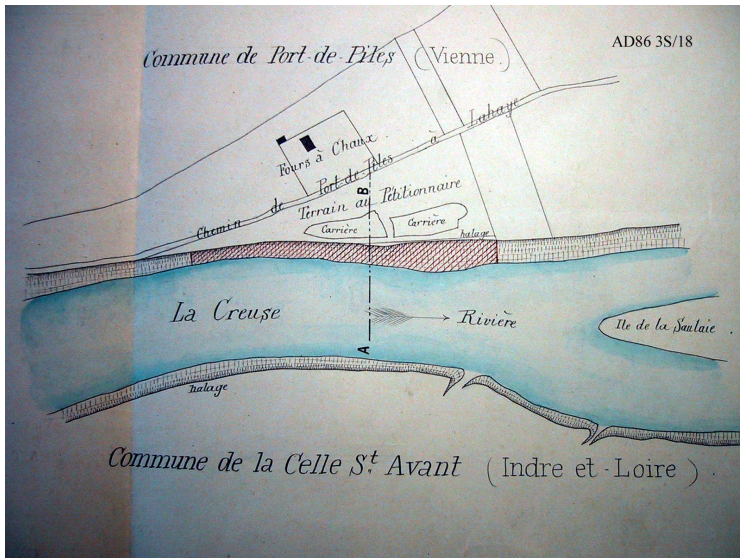 AD86 3S/18
Commune de Port-de-Piles (Vienne.)
Fours à Chaux
Chemin de Port-de-Piles à Lahaye
Terrain au Pétitionnaire
B
Carrière
Carrière
halage
La Creuse
Rivière
Ile de la Saulaie.
A
halage
Commune de la Celle St Avant (Indre et-Loire).